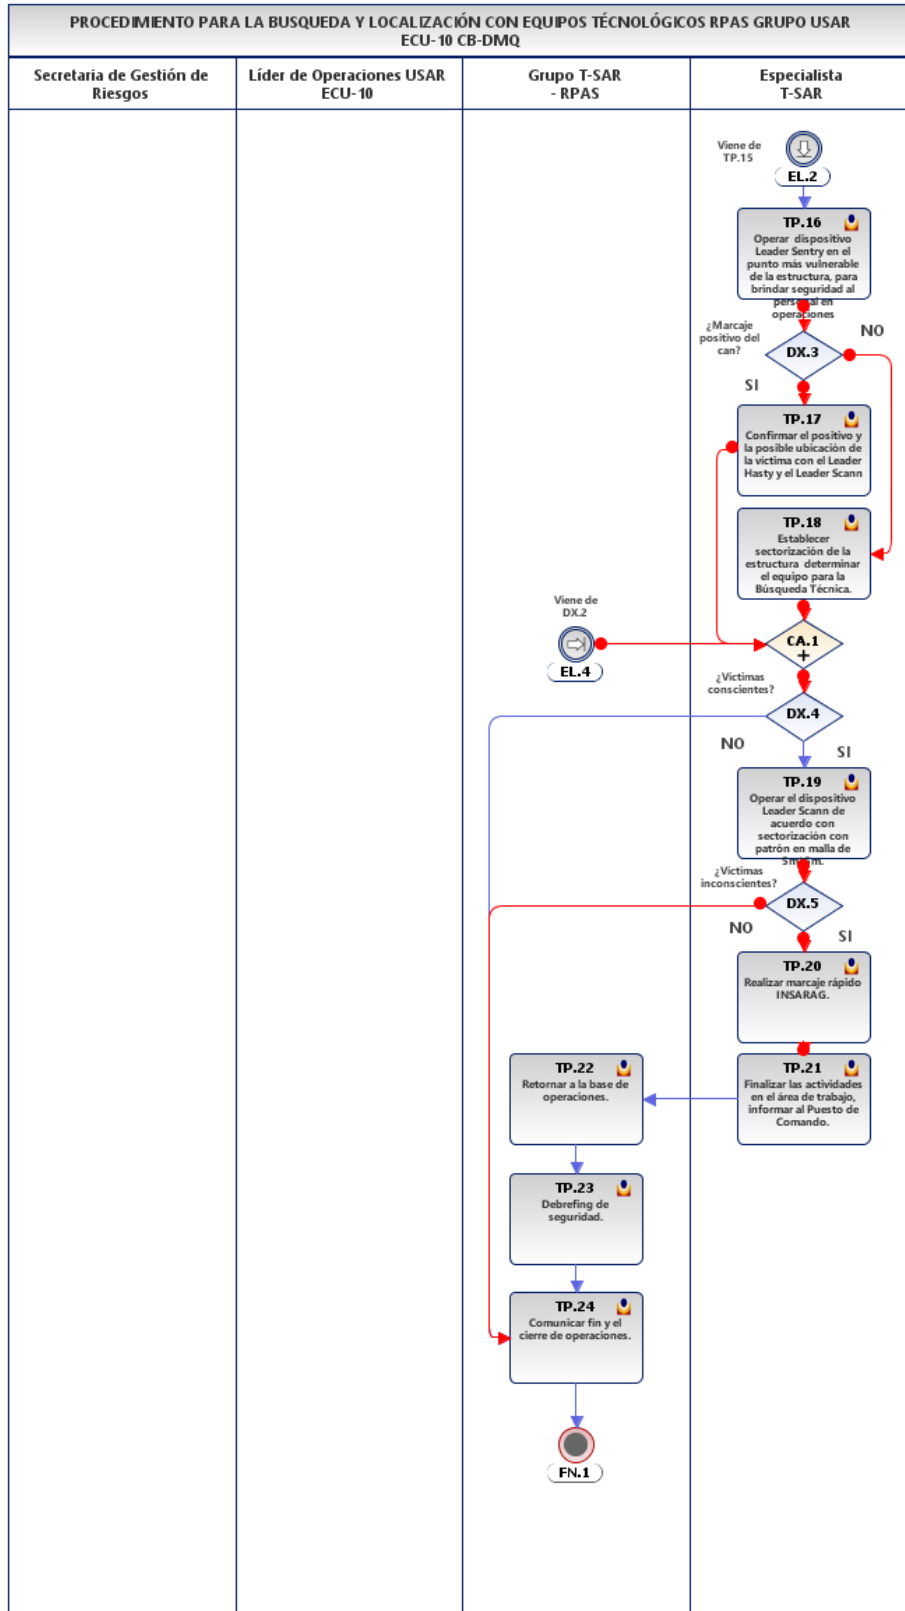 PROCEDIMIENTO PARA LA BUSQUEDA Y LOCALIZACIÓN CON EQUIPOS TÉCNOLÓGICOS RPAS GRUPO USAR
ECU-10 CB-DMQ
Secretaria de Gestión de
Riesgos
Líder de Operaciones USAR
ECU-10
Grupo T-SAR
- RPAS
Especialista
T-SAR
Viene de
TP.15
EL.2
TP.16
Operar dispositivo
Leader Sentry en el
punto más vulnerable
de la estructura, para
brindar seguridad al
personal en
operaciones
¿Marcaje
positivo del
can?
NO
DX.3
SI
TP.17
Confirmar el positivo y
la posible ubicación de
la víctima con el Leader
Hasty y el Leader Scann
TP.18
Establecer
sectorización de la
estructura determinar
el equipo para la
Búsqueda Técnica.
Viene de
DX.2
EL.4
CA.1
+
¿Victimas
conscientes?
DX.4
NO
SI
TP.19
Operar el dispositivo
Leader Scann de
acuerdo con
sectorización con
patrón en malla de
¿Victimas
inconscientes?
DX.5
NO
SI
TP.20
Realizar marcaje rápido
INSARAG.
TP.21
Finalizar las actividades
en el área de trabajo,
informar al Puesto de
Comando.
TP.22
Retornar a la base de
operaciones.
TP.23
Debrefing de
seguridad.
TP.24
Comunicar fin y el
cierre de operaciones.
FN.1